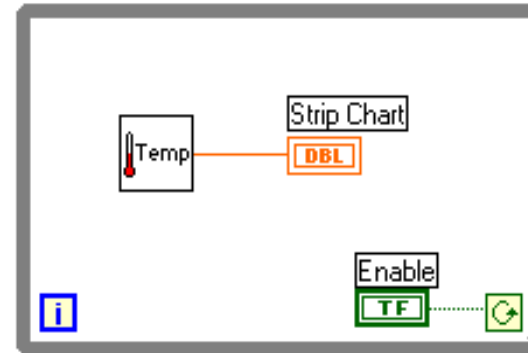 Strip Chart
Temp
DBL
Enable
i
TF